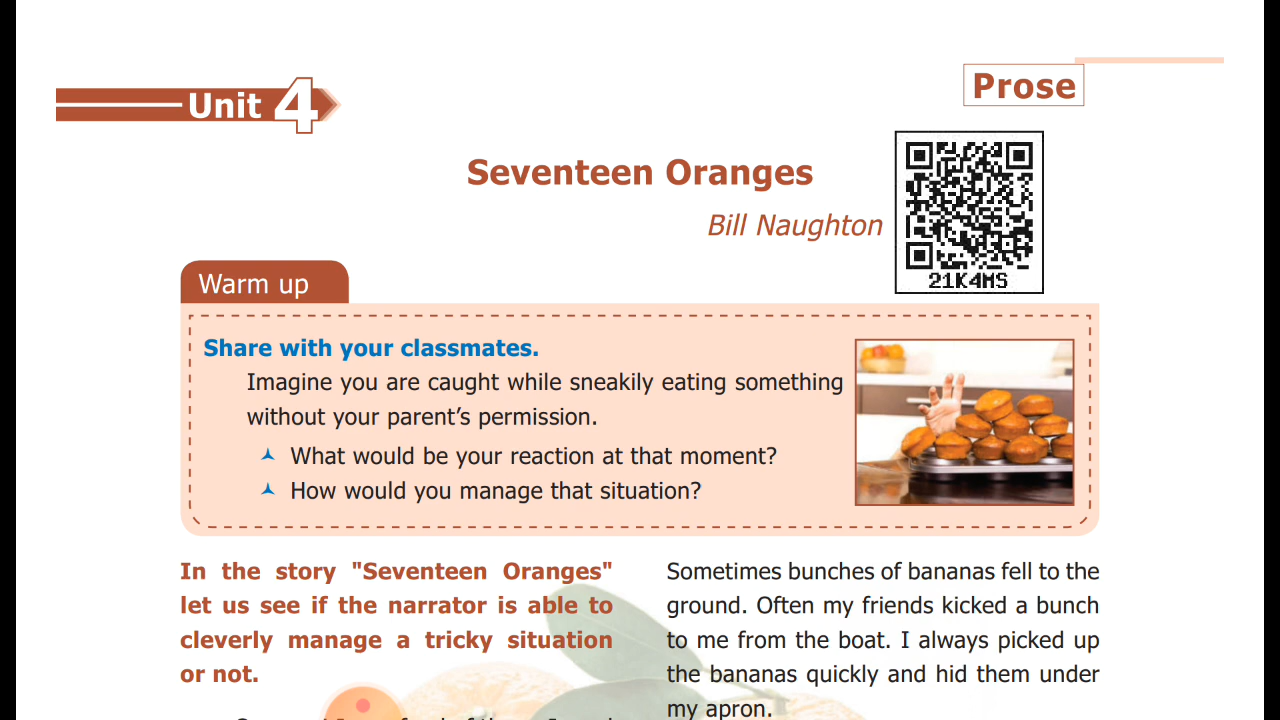 Unit 4
Prose
Seventeen Oranges
Bill Naughton
21K4MS
Warm up
Share with your classmates.
Imagine you are caught while sneakily eating something
without your parent's permission.
What would be your reaction at that moment?
How would you manage that situation?
In the story "Seventeen Oranges"
let us see if the narrator is able to
cleverly manage a tricky situation
or not.
Sometimes bunches of bananas fell to the
ground. Often my friends kicked a bunch
to me from the boat. I always picked up
the bananas quickly and hid them under
my apron.